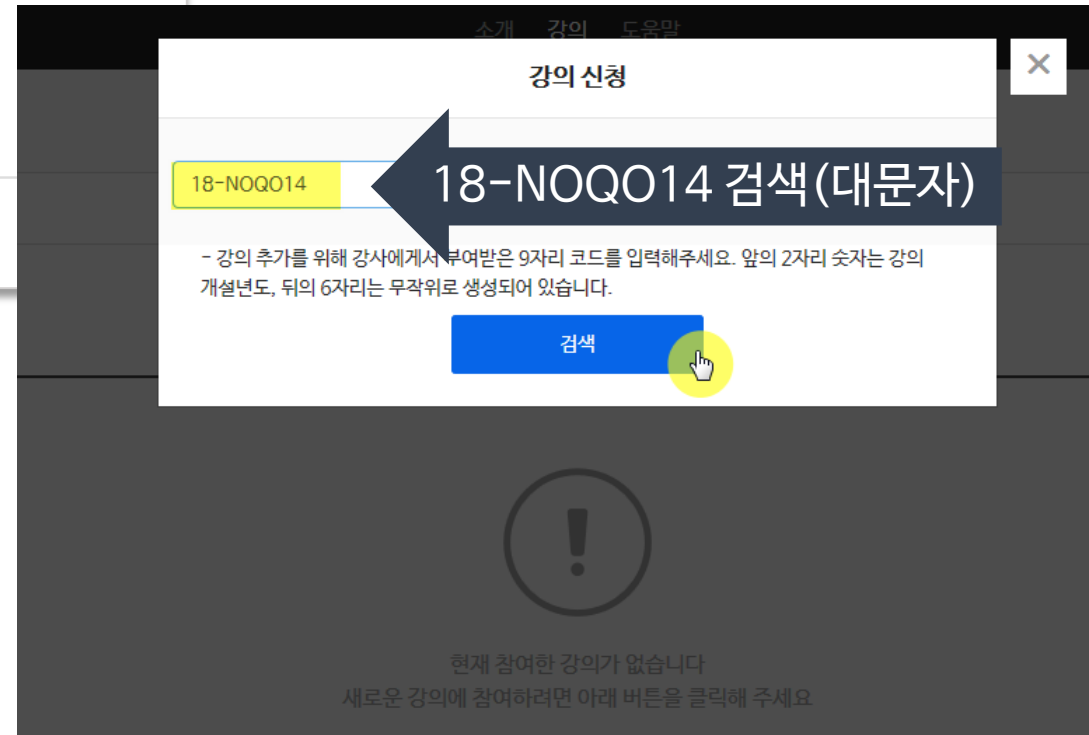 소개 강의 도움말
강의 신청
18-NOQO14
18-NOQO14 검색(대문자)
- 강의 추가를 위해 강사에게서 부여받은 9자리 코드를 입력해주세요. 앞의 2자리 숫자는 강의
개설년도, 뒤의 6자리는 무작위로 생성되어 있습니다.
검색
현재 참여한 강의가 없습니다
새로운 강의에 참여하려면 아래 버튼을 클릭해 주세요